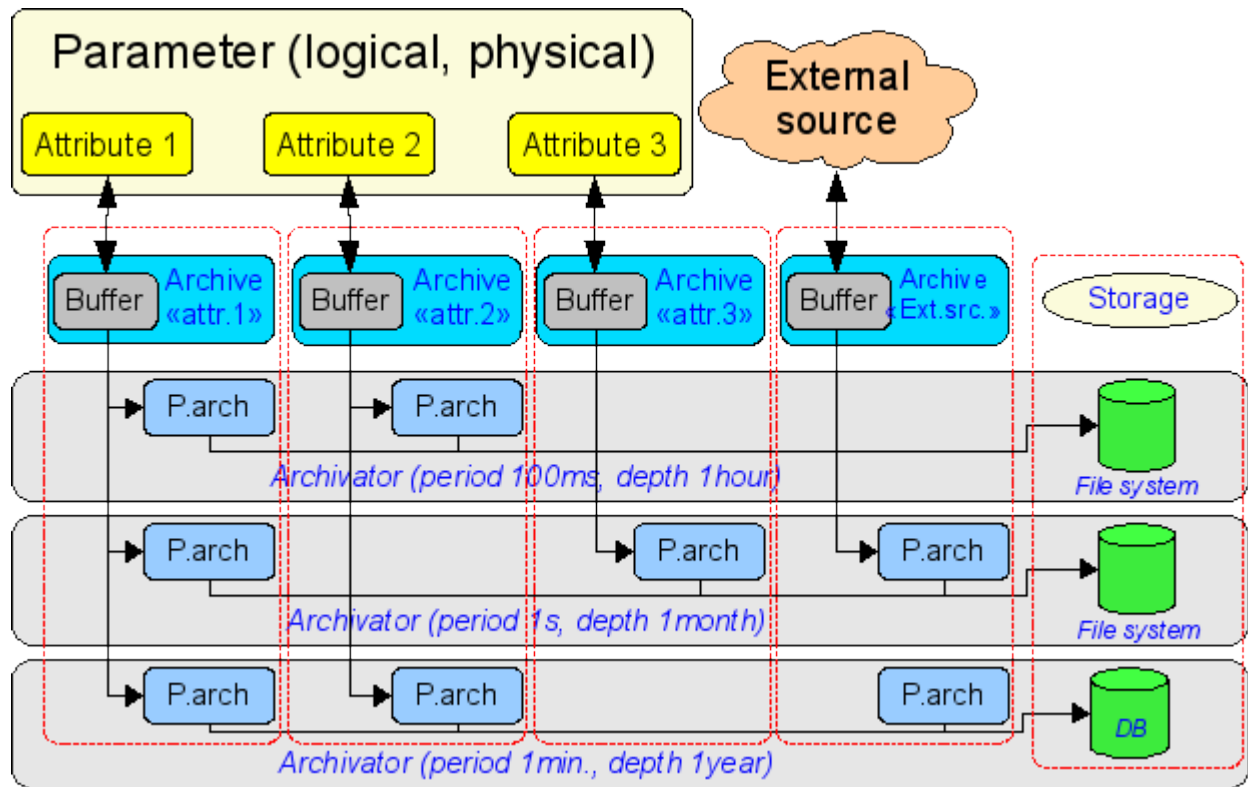 Parameter (logical, physical)
External
source
Attribute 1
Attribute 2
Attribute 3
Buffer
Archive
«attr.1»
Buffer
Archive
«attr.2»
Buffer
Archive
«attr.3»
Buffer
Archive
«Ext.src.»
Storage
P.arch
P.arch
Archivator (period 100ms, depth 1hour)
File system
P.arch
P.arch
P.arch
Archivator (period 1s, depth 1month)
File system
P.arch
P.arch
P.arch
DB
Archivator (period 1min., depth 1year)